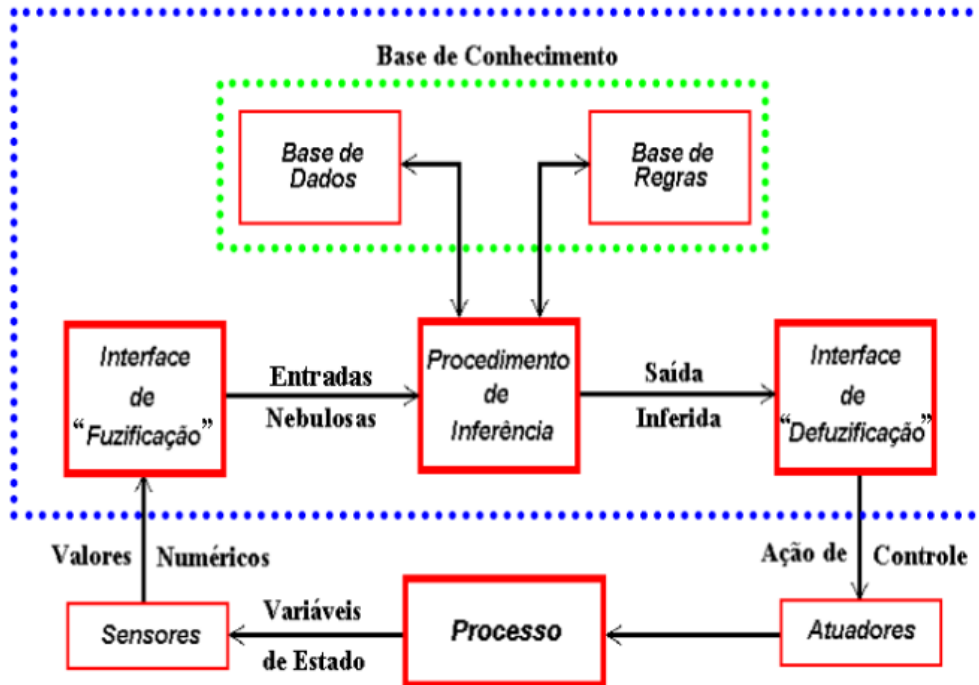 Base de Conhecimento
Base de
Dados
Base de
Regras
Interface
de
“Fuzificação”
Entradas
Nebulosas
Procedimento
de
Inferência
Saída
Inferida
Interface
de
“Defuzificação”
Valores Numéricos
Ação de Controle
Sensores
Variáveis
de Estado
Processo
Atuadores